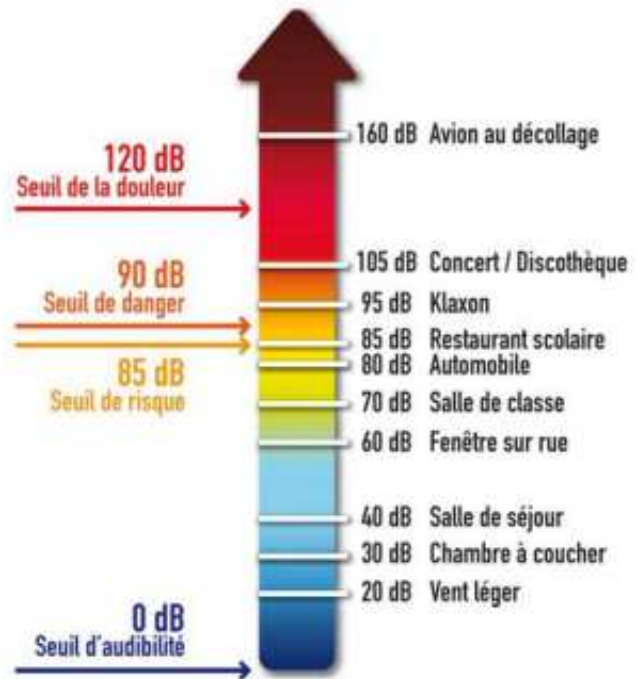 160 dB Avion au décollage
120 dB
Seuil de la douleur
105 dB Concert / Discothèque
90 dB
Seuil de danger
95 dB Klaxon
85 dB Restaurant scolaire
80 dB Automobile
85 dB
Seuil de risque
70 dB Salle de classe
60 dB Fenêtre sur rue
40 dB Salle de séjour
30 dB Chambre à coucher
20 dB Vent léger
0 dB
Seuil d'audibilité